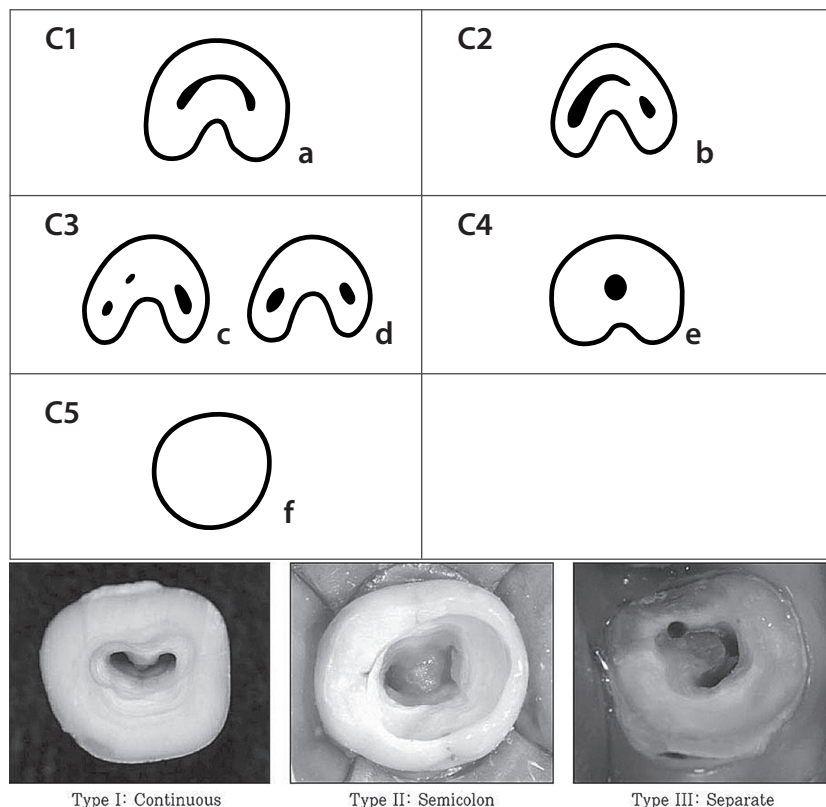 C1
a
C2
b
C3
c
d
C4
e
C5
f
Type I: Continuous
Type II: Semicolon
Type III: Separate